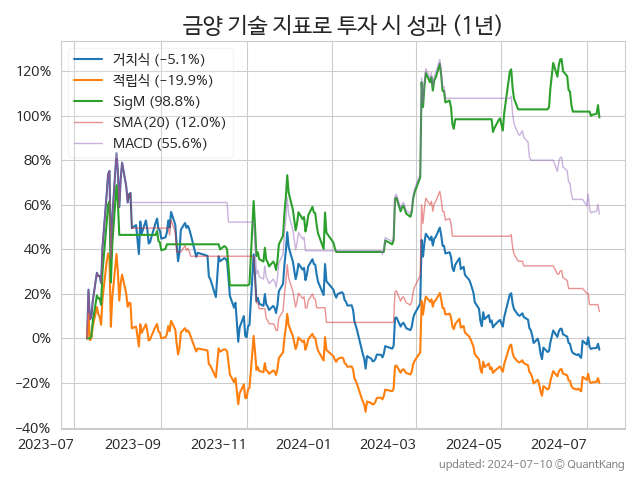 금양 기술 지표로 투자 시 성과 (1년)
거치식 (−5.1%)
적립식 (−19.9%)
SigM (98.8%)
SMA(20) (12.0%)
MACD (55.6%)
120%
100%
80%
60%
40%
20%
0%
−20%
−40%
2023-07 2023-09 2023-11 2024-01 2024-03 2024-05 2024-07
updated: 2024-07-10 © QuantKang